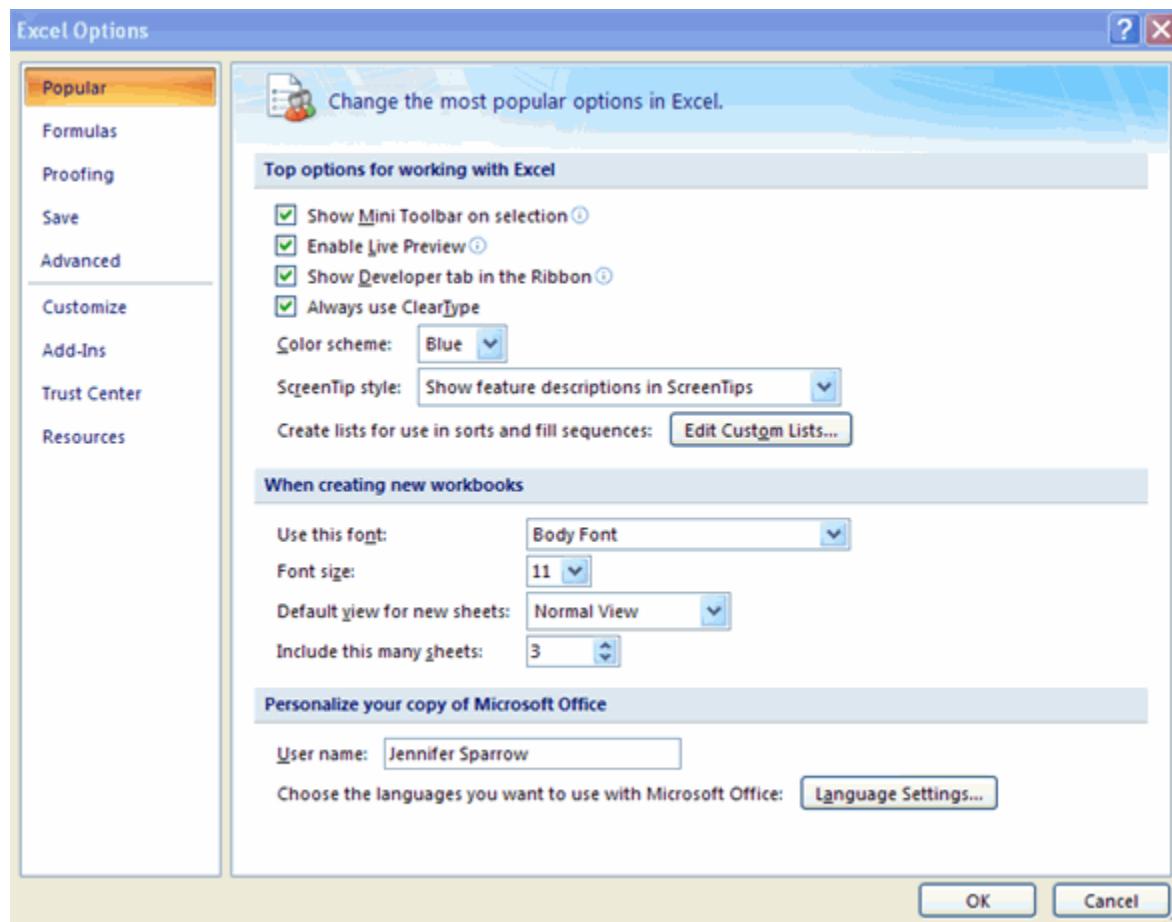 Excel Options
?
Popular
Formulas
Proofing
Save
Advanced
Customize
Add-Ins
Trust Center
Resources
Change the most popular options in Excel.
Top options for working with Excel
Show Mini Toolbar on selection
Enable Live Preview
Show Developer tab in the Ribbon
Always use ClearType
Color scheme: Blue
ScreenTip style: Show feature descriptions in ScreenTips
Create lists for use in sorts and fill sequences: Edit Custom Lists...
When creating new workbooks
Use this font: Body Font
Font size: 11
Default view for new sheets: Normal View
Include this many sheets: 3
Personalize your copy of Microsoft Office
User name: Jennifer Sparrow
Choose the languages you want to use with Microsoft Office: Language Settings...
OK Cancel